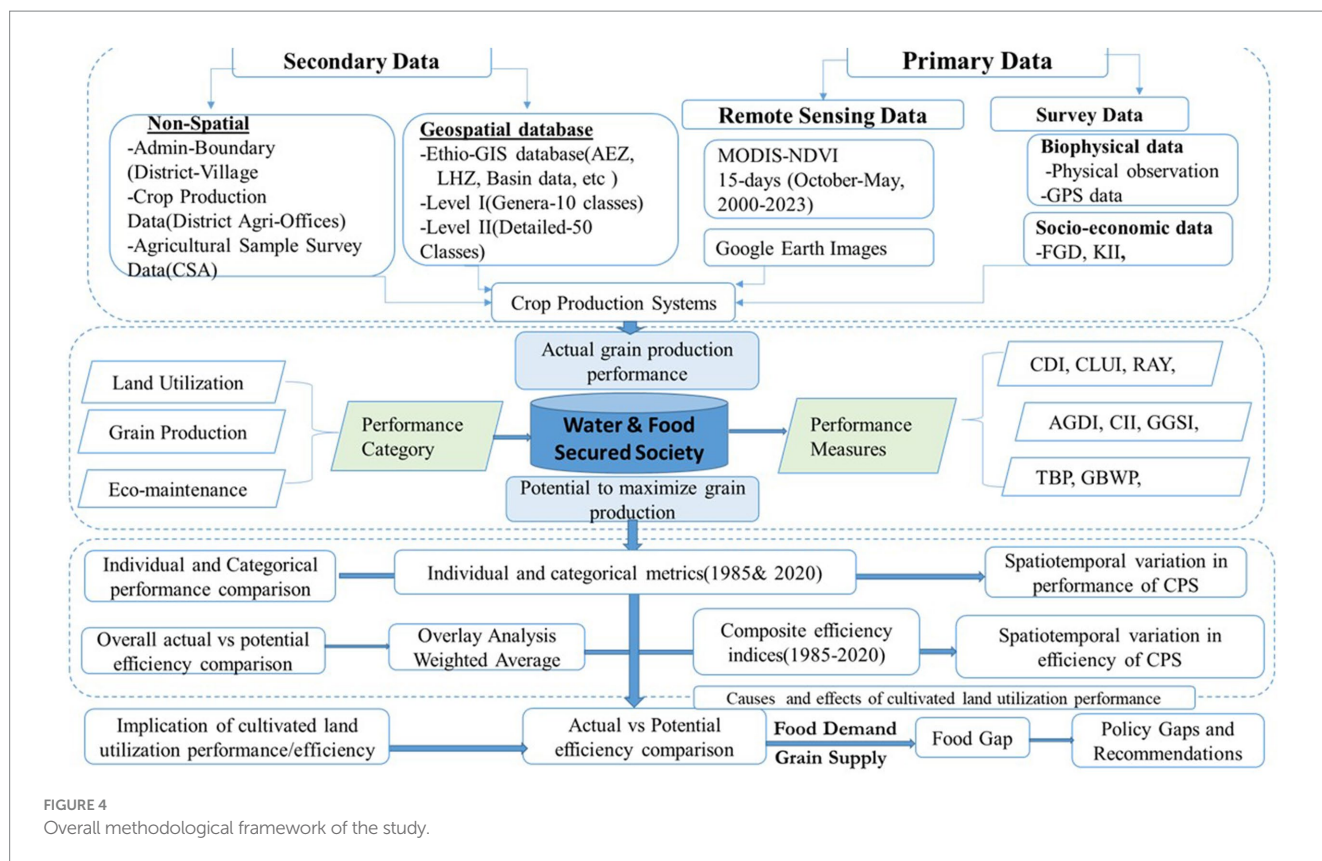 Secondary Data
Primary Data
Non-Spatial
-Admin-Boundary
(District-Village
-Crop Production
Data(District Agri-Offices)
-Agricultural Sample Survey
Data(CSA)
Geospatial database
-Ethio-GIS database(AEZ,
LHZ, Basin data, etc )
-Level I(Genera-10 classes)
-Level II(Detailed-50
Classes)
Remote Sensing Data
MODIS-NDVI
15-days (October-May,
2000-2023)
Google Earth Images
Survey Data
Biophysical data
-Physical observation
-GPS data
Socio-economic data
-FGD, KII,
Crop Production Systems
Actual grain production
performance
Land Utilization
Grain Production
Eco-maintenance
Performance
Category
Water & Food
Secured Society
Performance
Measures
CDI, CLUI, RAY,
AGDI, CII, GGSI,
TBP, GBWP,
Potential to maximize grain
production
Individual and Categorical
performance comparison
Individual and categorical metrics(1985& 2020)
Spatiotemporal variation in
performance of CPS
Overall actual vs potential
efficiency comparison
Overlay Analysis
Weighted Average
Composite efficiency
indices(1985-2020)
Spatiotemporal variation in
efficiency of CPS
Causes and effects of cultivated land utilization performance
Implication of cultivated land
utilization performance/efficiency
Actual vs Potential
efficiency comparison
Food Demand
Grain Supply
Food Gap
Policy Gaps and
Recommendations
FIGURE 4
Overall methodological framework of the study.